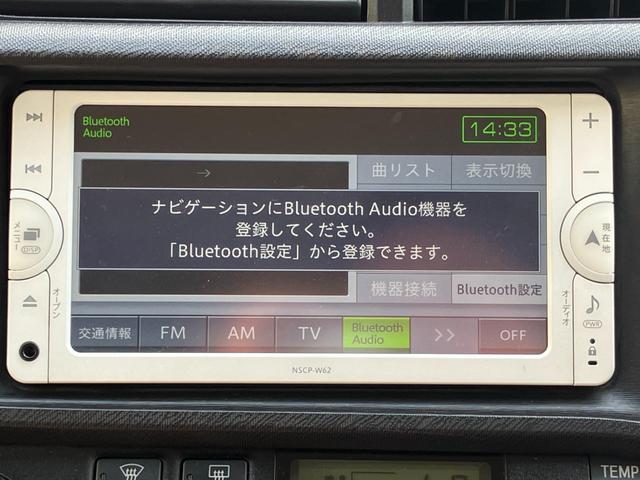 Bluetooth
Audio
14:33
→
曲リスト
表示切換
ナビゲーションにBluetooth Audio機器を
登録してください。
「Bluetooth設定」から登録できます。
機器接続
Bluetooth設定
交通情報
FM
AM
TV
Bluetooth
Audio
>>
OFF
メニュー
DISP
オープン
現在地
オーディオ
PWR
NSCP-W62
TEMP